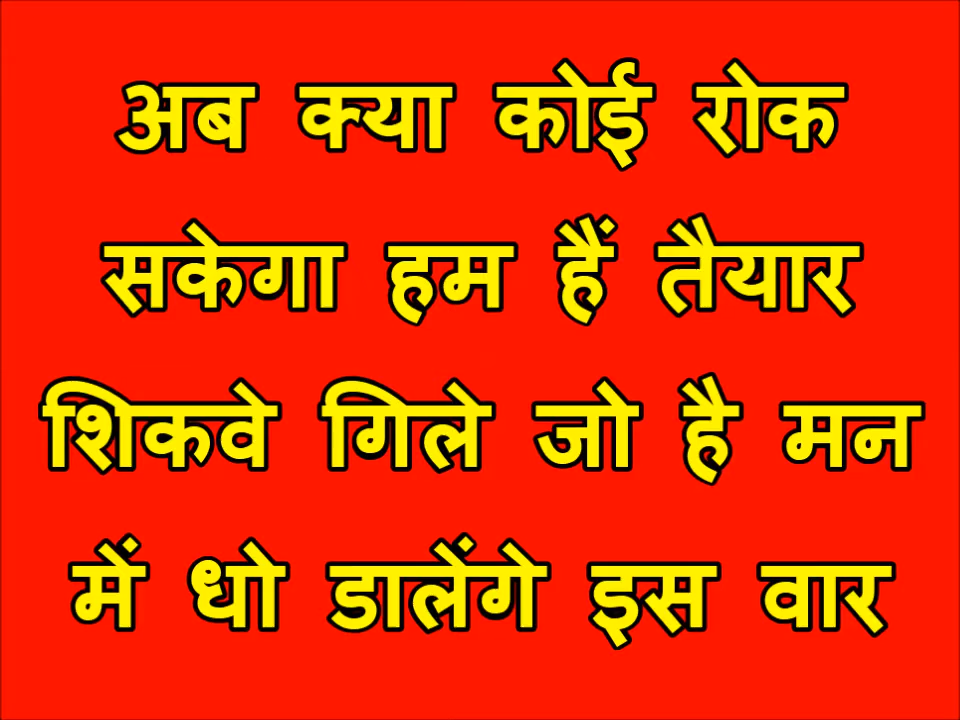 अब क्या कोई रोक
सकेगा हम हैं तैयार
शिकवे गिले जो है मन
में धो डालेंगे इस वार